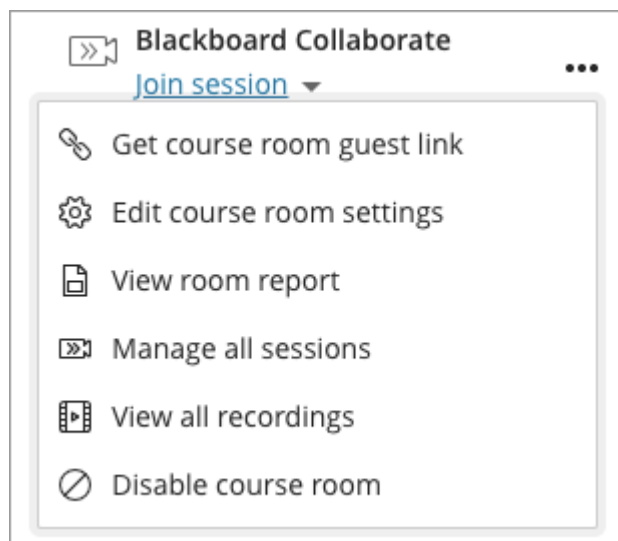 Blackboard Collaborate
Join session
Get course room guest link
Edit course room settings
View room report
Manage all sessions
View all recordings
Disable course room